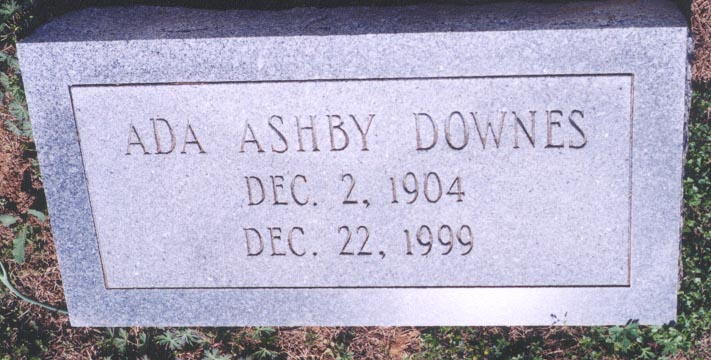 ADA ASHBY DOWNES
DEC. 2, 1904
DEC. 22, 1999